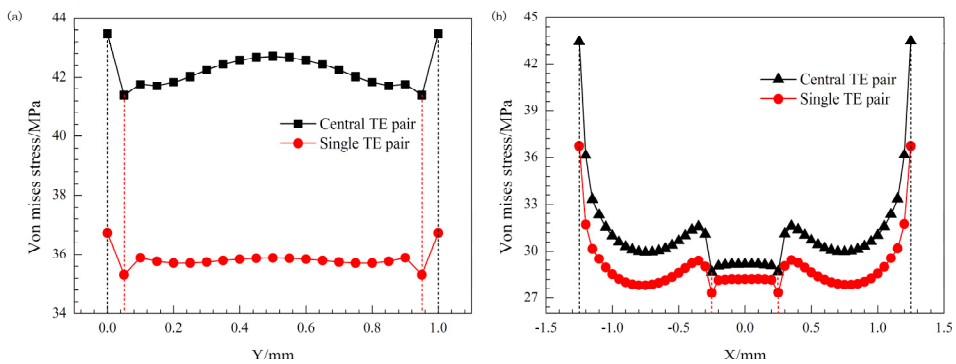 (a)
44
42
40
38
36
34
Von mises stress/MPa
Central TE pair
Single TE pair
0.0 0.2 0.4 0.6 0.8 1.0
Y/mm
(b)
45
42
39
36
33
30
27
Von mises stress/MPa
Central TE pair
Single TE pair
-1.5 -1.0 -0.5 0.0 0.5 1.0 1.5
X/mm